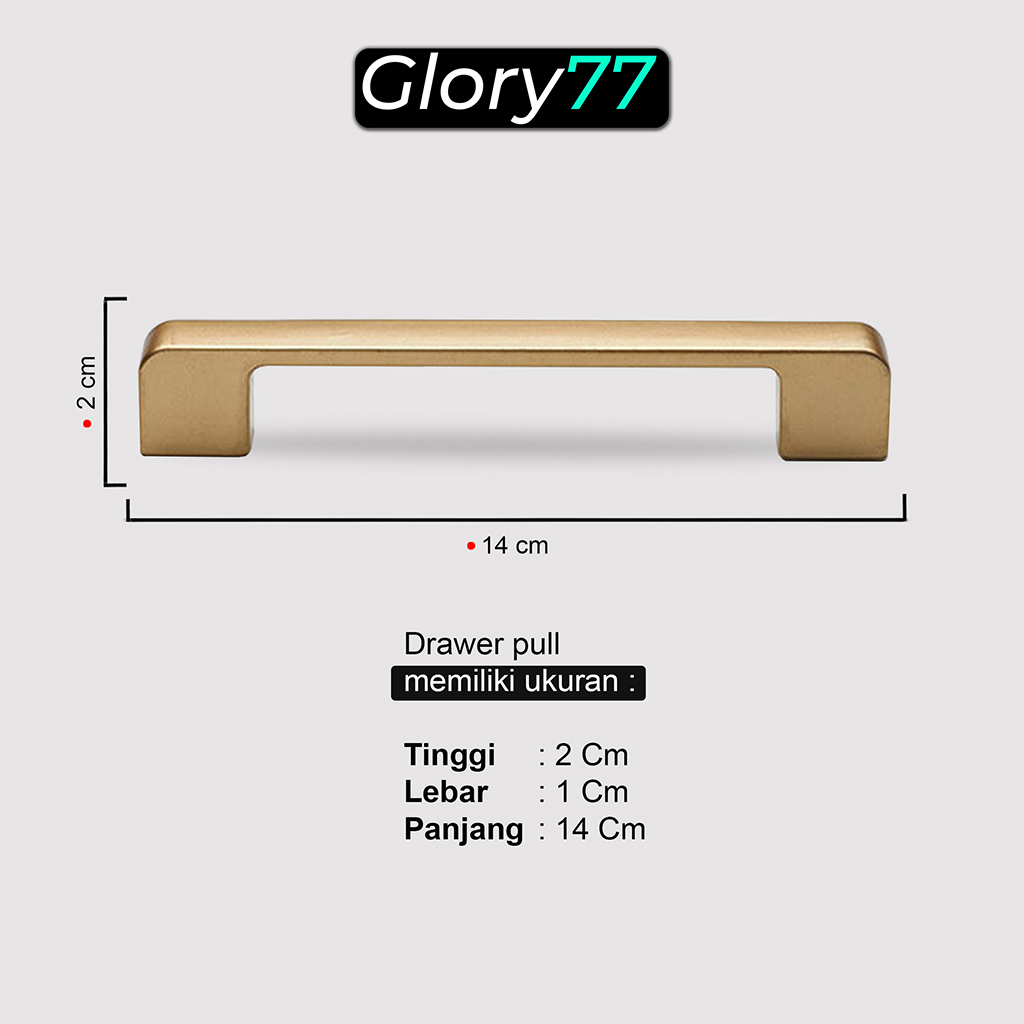 Glory77
2 cm
14 cm
Drawer pull
memiliki ukuran :
Tinggi : 2 Cm
Lebar : 1 Cm
Panjang : 14 Cm